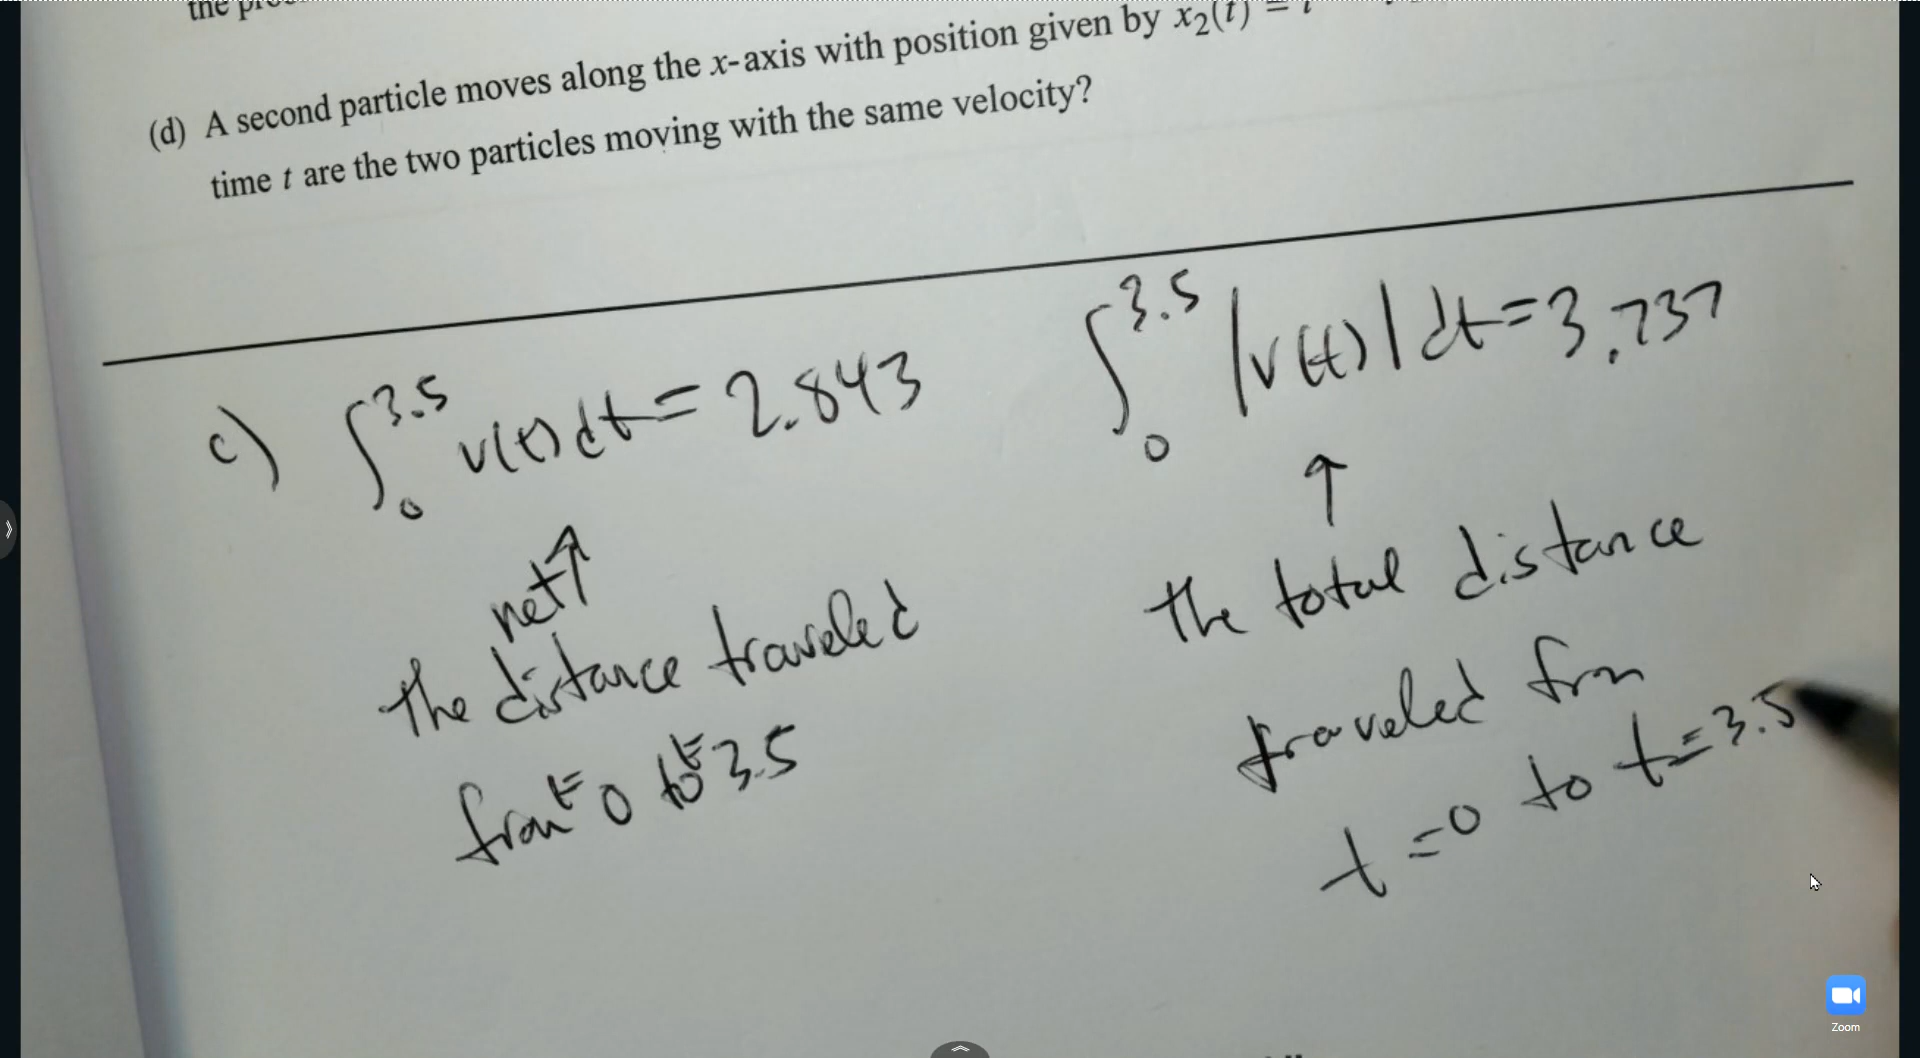 (d) A second particle moves along the x-axis with position given by x₂(t) =
time t are the two particles moving with the same velocity?
c) ∫₀^3.5 v(t) dt = 2.843
∫₀^3.5 |v(t)| dt = 3.737
↑
net
the distance traveled
from t= 0 to t= 3.5
↑
the total distance
traveled from
t = 0 to t = 3.5
Zoom